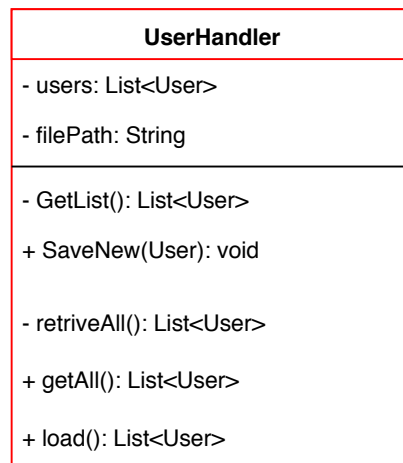 UserHandler
- users: List<User>
- filePath: String
- GetList(): List<User>
+ SaveNew(User): void
- retriveAll(): List<User>
+ getAll(): List<User>
+ load(): List<User>